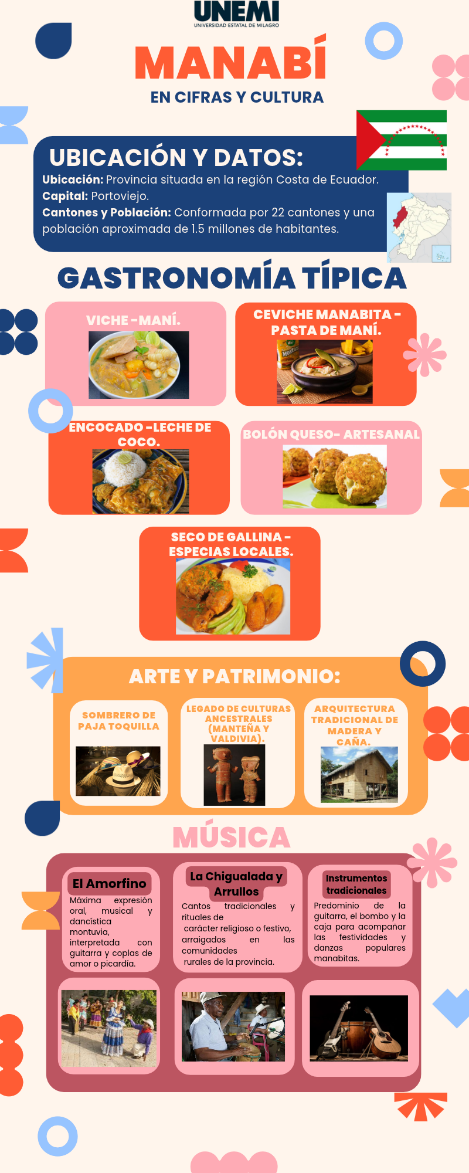 UNEMI
UNIVERSIDAD ESTATAL DE MILAGRO
MANABÍ
EN CIFRAS Y CULTURA
UBICACIÓN Y DATOS:
Ubicación: Provincia situada en la región Costa de Ecuador.
Capital: Portoviejo.
Cantones y Población: Conformada por 22 cantones y una
población aproximada de 1.5 millones de habitantes.
GASTRONOMÍA TÍPICA
VICHE -MANÍ.
CEVICHE MANABITA -
PASTA DE MANÍ.
ENCOCADO -LECHE DE
COCO.
BOLÓN QUESO- ARTESANAL
SECO DE GALLINA -
ESPECIAS LOCALES.
ARTE Y PATRIMONIO:
SOMBRERO DE
PAJA TOQUILLA
LEGADO DE CULTURAS
ANCESTRALES
(MANTEÑA Y
VALDIVIA).
ARQUITECTURA
TRADICIONAL DE
MADERA Y
CAÑA.
MÚSICA
El Amorfino
Máxima expresión
oral, musical y
dancística
montuvia,
interpretada con
guitarra y coplas de
amor o picardía.
La Chigualada y
Arrullos
Cantos tradicionales y
rituales de
carácter religioso o festivo,
arraigados en las
comunidades
rurales de la provincia.
Instrumentos
tradicionales
Predominio de la
guitarra, el bombo y la
caja para acompañar
las festividades y
danzas populares
manabitas.